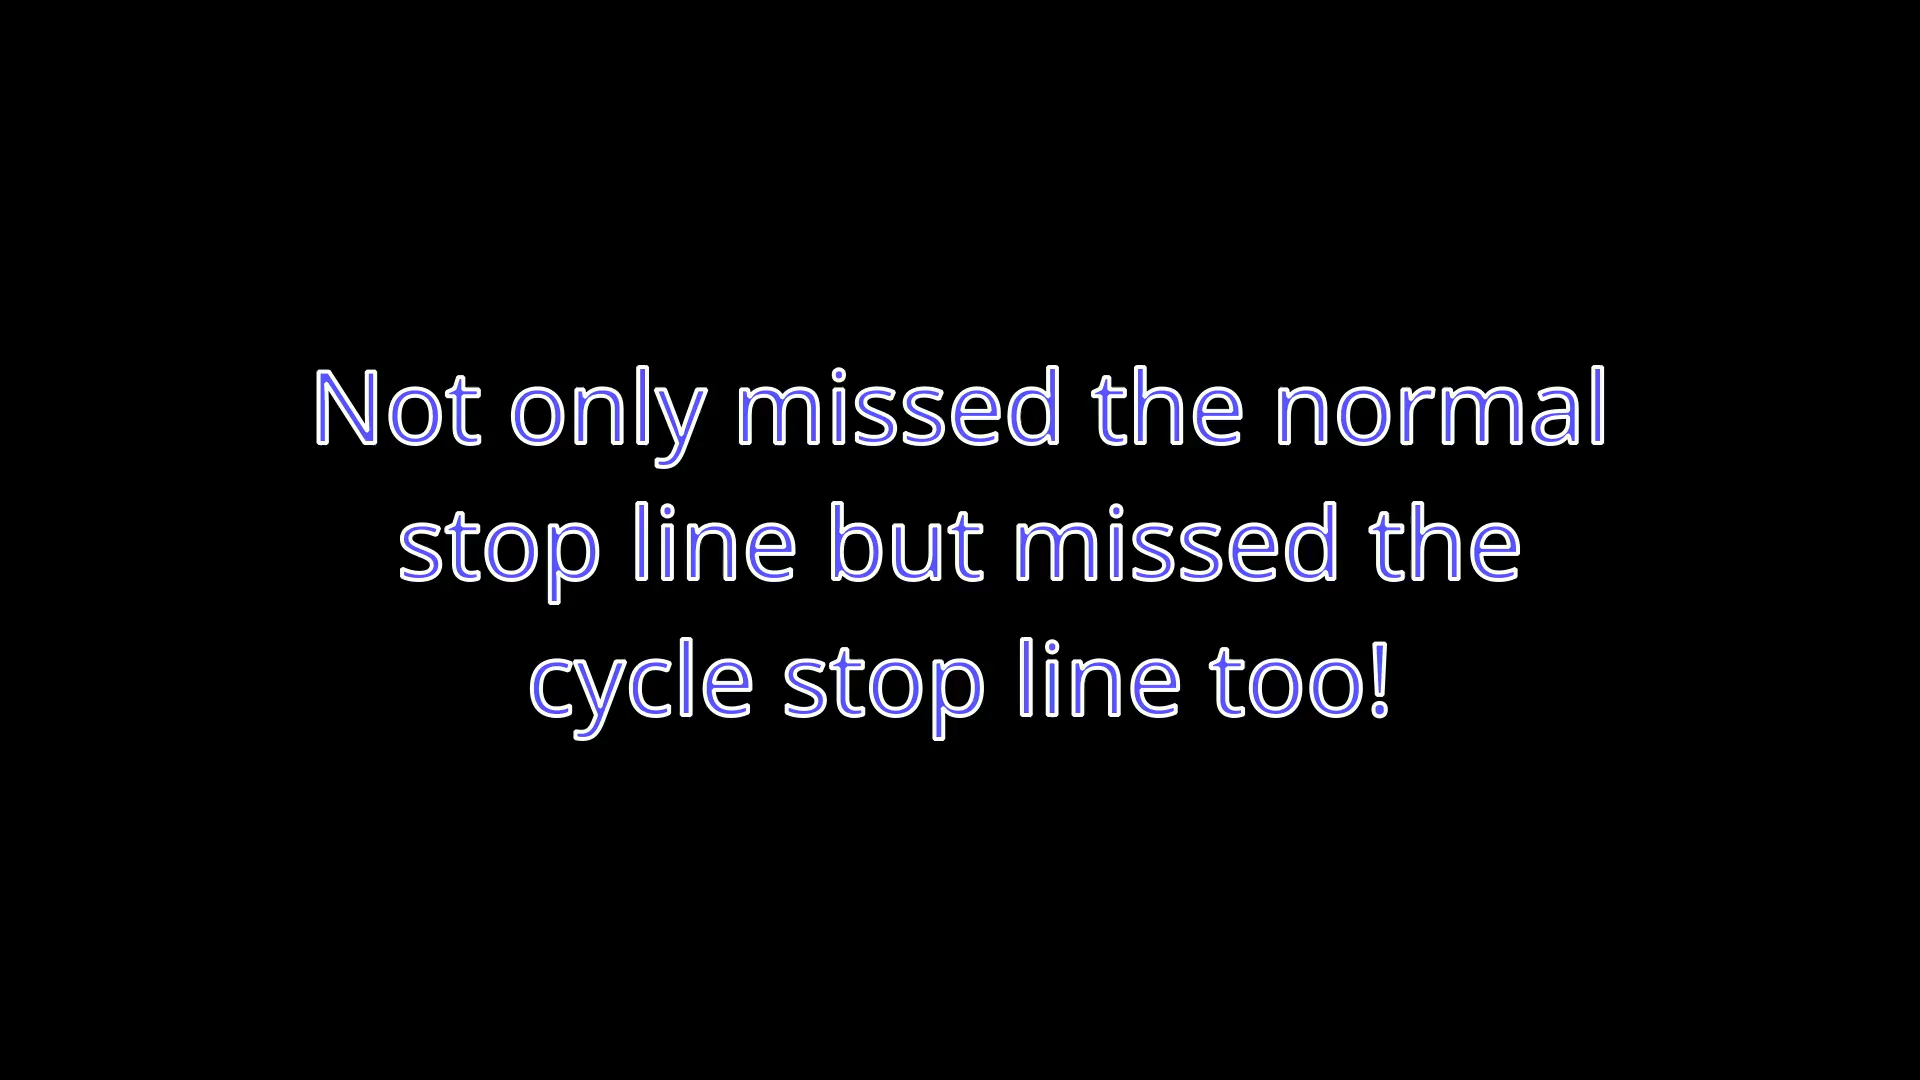 Not only missed the normal
stop line but missed the
cycle stop line too!